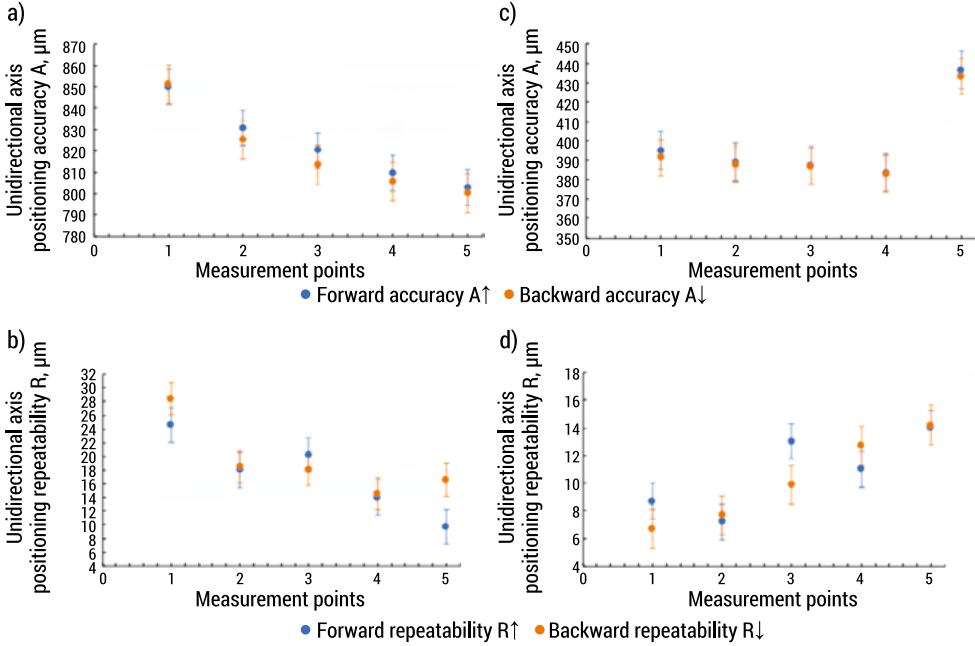 a)
Unidirectional axis
positioning accuracy A, µm
870
860
850
840
830
820
810
800
790
780
0 1 2 3 4 5
Measurement points
c)
Unidirectional axis
positioning accuracy A, µm
450
440
430
420
410
400
390
380
370
360
350
0 1 2 3 4 5
Measurement points
Forward accuracy A↑ Backward accuracy A↓
b)
Unidirectional axis
positioning repeatability R, µm
32
28
26
24
22
18
14
10
8
6
4
0 1 2 3 4 5
Measurement points
d)
Unidirectional axis
positioning repeatability R, µm
18
16
14
12
10
8
6
4
0 1 2 3 4 5
Measurement points
Forward repeatability R↑ Backward repeatability R↓